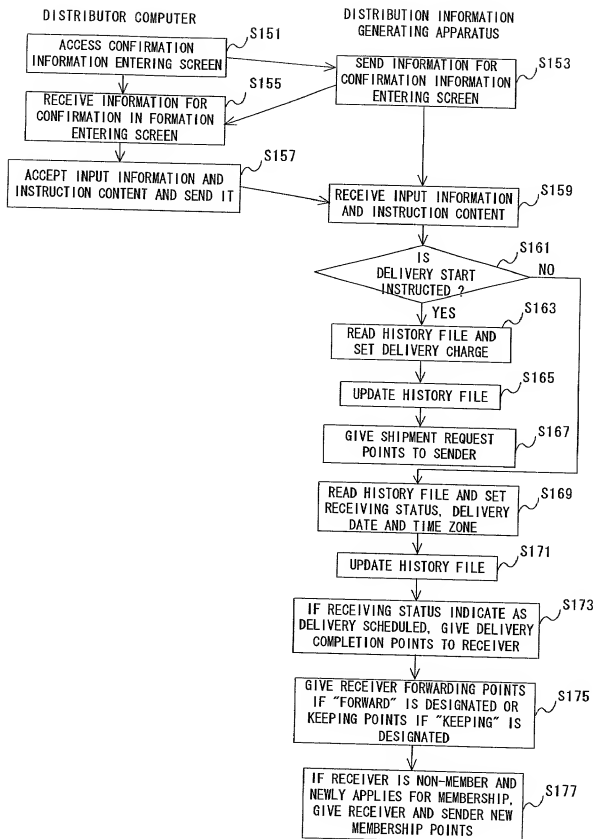 DISTRIBUTOR COMPUTER
DISTRIBUTION INFORMATION
GENERATING APPARATUS
ACCESS CONFIRMATION
INFORMATION ENTERING SCREEN
S151
SEND INFORMATION FOR
CONFIRMATION INFORMATION
ENTERING SCREEN
S153
RECEIVE INFORMATION FOR
CONFIRMATION IN FORMATION
ENTERING SCREEN
S155
ACCEPT INPUT INFORMATION AND
INSTRUCTION CONTENT AND SEND IT
S157
RECEIVE INPUT INFORMATION
AND INSTRUCTION CONTENT
S159
IS
DELIVERY START
INSTRUCTED ?
S161
NO
YES
READ HISTORY FILE AND
SET DELIVERY CHARGE
S163
UPDATE HISTORY FILE
S165
GIVE SHIPMENT REQUEST
POINTS TO SENDER
S167
READ HISTORY FILE AND SET
RECEIVING STATUS, DELIVERY
DATE AND TIME ZONE
S169
UPDATE HISTORY FILE
S171
IF RECEIVING STATUS INDICATE AS
DELIVERY SCHEDULED, GIVE DELIVERY
COMPLETION POINTS TO RECEIVER
S173
GIVE RECEIVER FORWARDING POINTS
IF "FORWARD" IS DESIGNATED OR
KEEPING POINTS IF "KEEPING" IS
DESIGNATED
S175
IF RECEIVER IS NON-MEMBER AND
NEWLY APPLIES FOR MEMBERSHIP,
GIVE RECEIVER AND SENDER NEW
MEMBERSHIP POINTS
S177